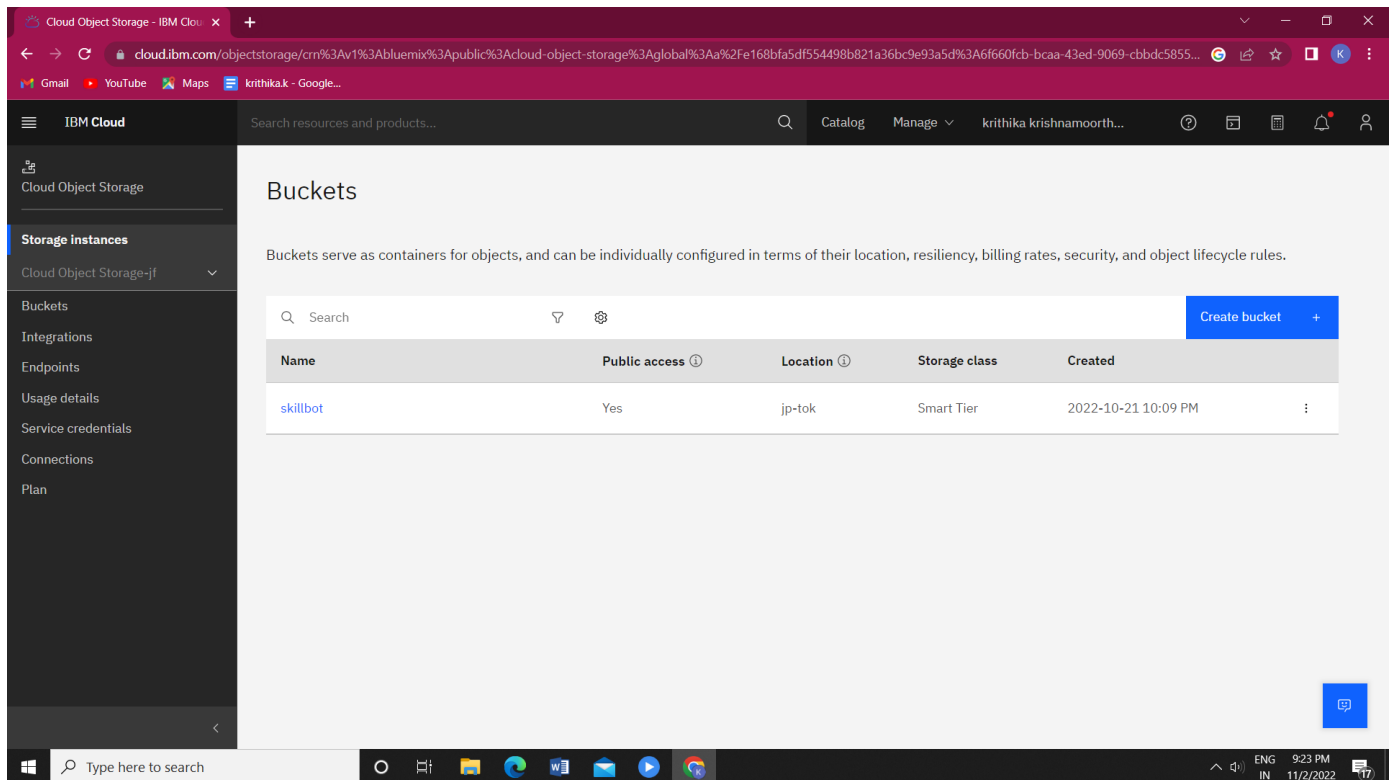 Cloud Object Storage - IBM Clou
cloud.ibm.com/objectstorage/crn%3Av1%3Abluemix%3Apublic%3Acloud-object-storage%3Aglobal%3Aa%2Fe168bfa5df554498b821a36bc9e93a5d%3A6f660fcb-bcaa-43ed-9069-cbbdc5855...
K
Gmail YouTube Maps krithika.k - Google...
IBM Cloud Search resources and products... Catalog Manage krithika krishnamoorth...
Cloud Object Storage
Storage instances
Cloud Object Storage-jf
Buckets
Integrations
Endpoints
Usage details
Service credentials
Connections
Plan
Buckets
Buckets serve as containers for objects, and can be individually configured in terms of their location, resiliency, billing rates, security, and object lifecycle rules.
Search Create bucket +
Name Public access Location Storage class Created
skillbot Yes jp-tok Smart Tier 2022-10-21 10:09 PM
Type here to search
ENG 9:23 PM
IN 11/2/2022 17